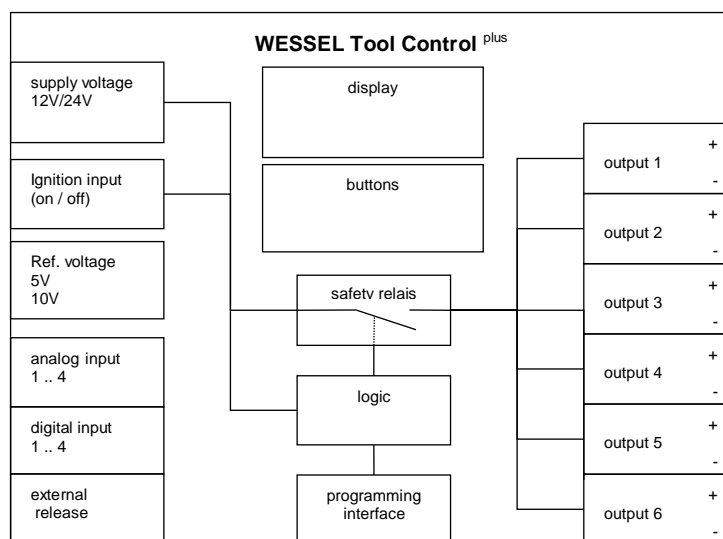 WESSEL Tool Control plus
supply voltage
12V/24V
Ignition input
(on / off)
Ref. voltage
5V
10V
analog input
1 .. 4
digital input
1 .. 4
external
release
display
buttons
safety relais
logic
programming
interface
output 1
+
-
output 2
+
-
output 3
+
-
output 4
+
-
output 5
+
-
output 6
+
-